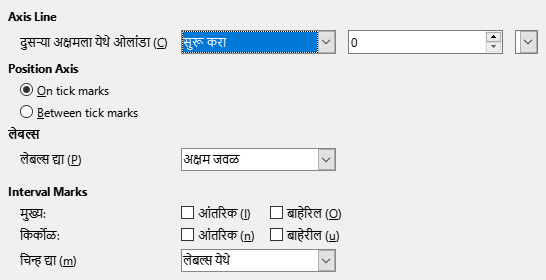 Axis Line
दुसऱ्या अक्षमला येथे ओलांडा (C) सुरू करा 0
Position Axis
On tick marks
Between tick marks
लेबल्स
लेबल्स द्या (P) अक्षम जवळ
Interval Marks
मुख्य: आंतरिक (I) बाहेरिल (O)
किर्कोळ: आंतरिक (n) बाहेरील (u)
चिन्ह द्या (m) लेबल्स येथे